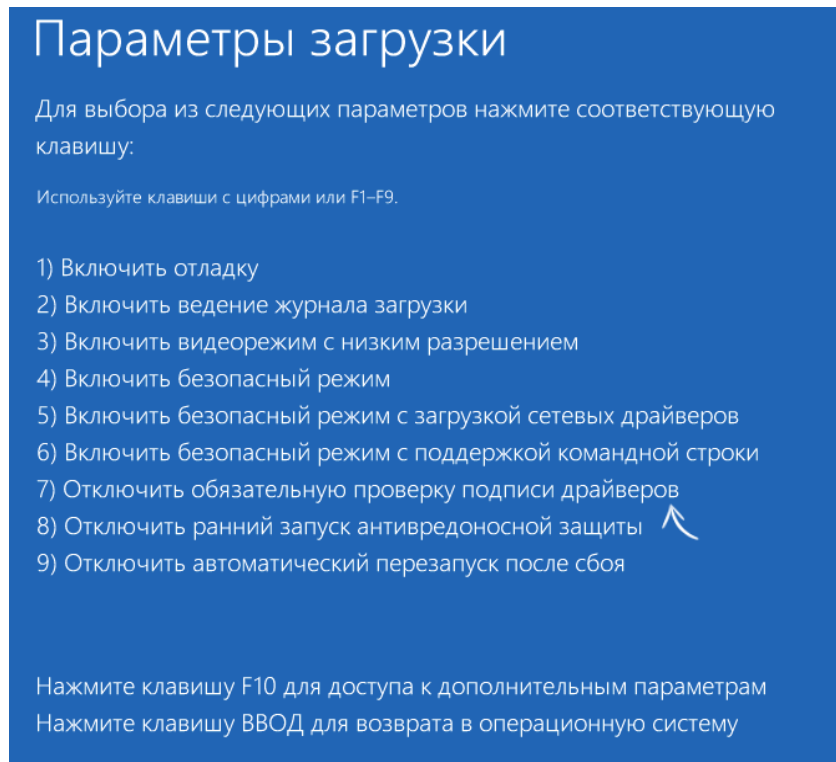 Параметры загрузки
Для выбора из следующих параметров нажмите соответствующую
клавишу:
Используйте клавиши с цифрами или F1–F9.
1) Включить отладку
2) Включить ведение журнала загрузки
3) Включить видеорежим с низким разрешением
4) Включить безопасный режим
5) Включить безопасный режим с загрузкой сетевых драйверов
6) Включить безопасный режим с поддержкой командной строки
7) Отключить обязательную проверку подписи драйверов
8) Отключить ранний запуск антивредоносной защиты
9) Отключить автоматический перезапуск после сбоя
Нажмите клавишу F10 для доступа к дополнительным параметрам
Нажмите клавишу ВВОД для возврата в операционную систему